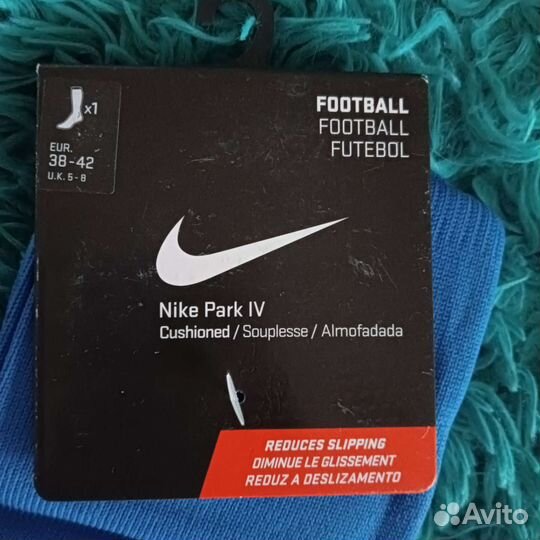 x1
EUR.
38-42
U.K. 5-8
FOOTBALL
FOOTBALL
FUTEBOL
Nike Park IV
Cushioned / Souplesse / Almofadada
REDUCES SLIPPING
DIMINUE LE GLISSEMENT
REDUZ A DESLIZAMENTO
Avito